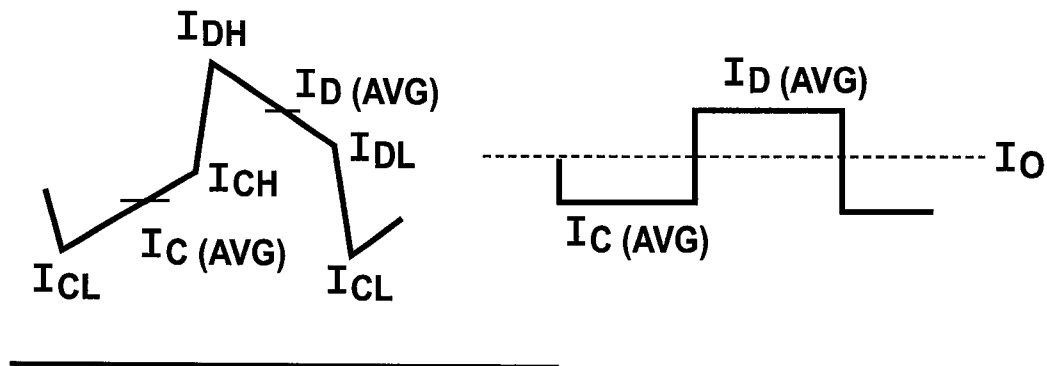 IDH
ID (AVG)
IDL
ICH
IC (AVG)
ICL
ICL
ID (AVG)
IO
IC (AVG)